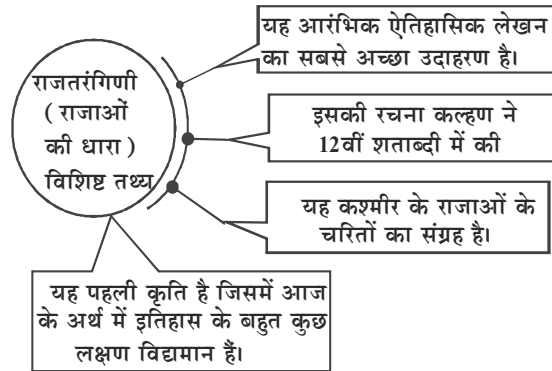 राजतरंगिणी
( राजाओं
की धारा )
विशिष्ट तथ्य
यह आरंभिक ऐतिहासिक लेखन
का सबसे अच्छा उदाहरण है।
इसकी रचना कल्हण ने
12वीं शताब्दी में की
यह कश्मीर के राजाओं के
चरितों का संग्रह है।
यह पहली कृति है जिसमें आज
के अर्थ में इतिहास के बहुत कुछ
लक्षण विद्यमान हैं।